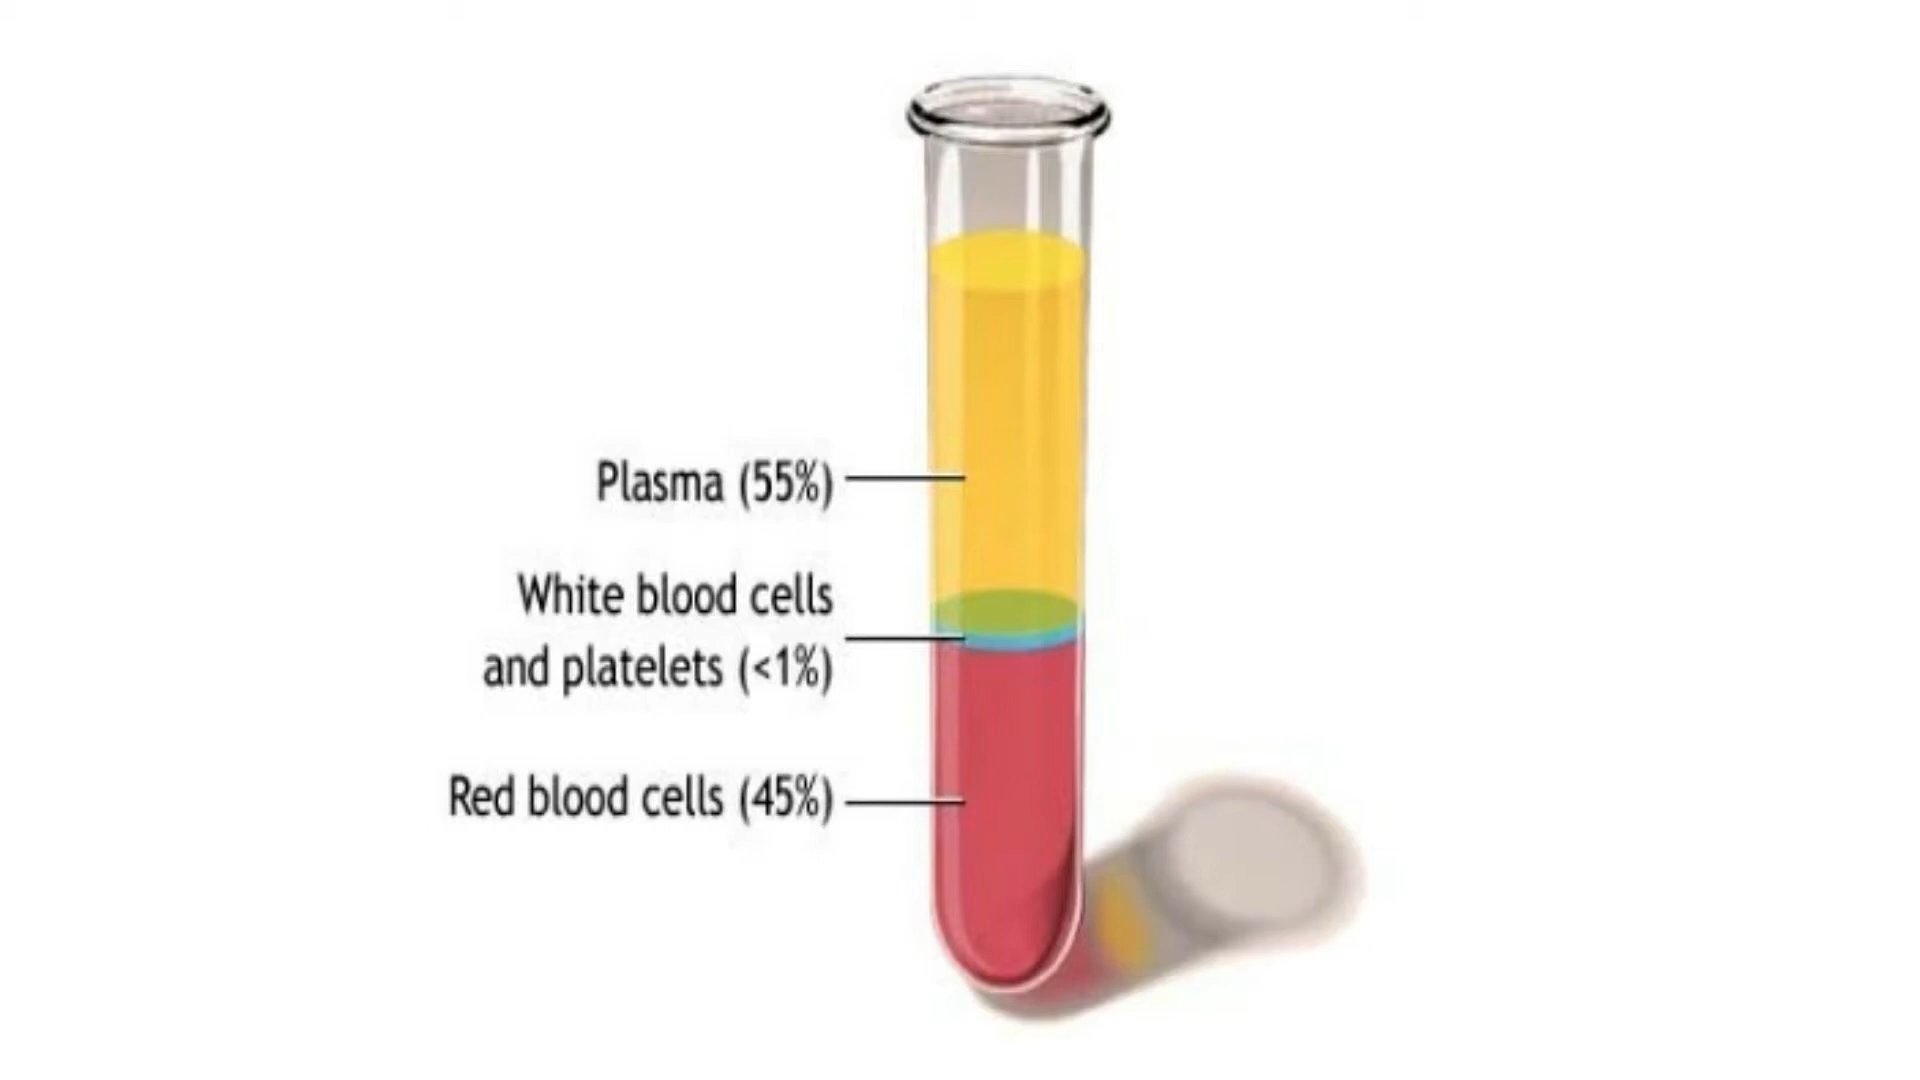 Plasma (55%)
White blood cells
and platelets (<1%)
Red blood cells (45%)